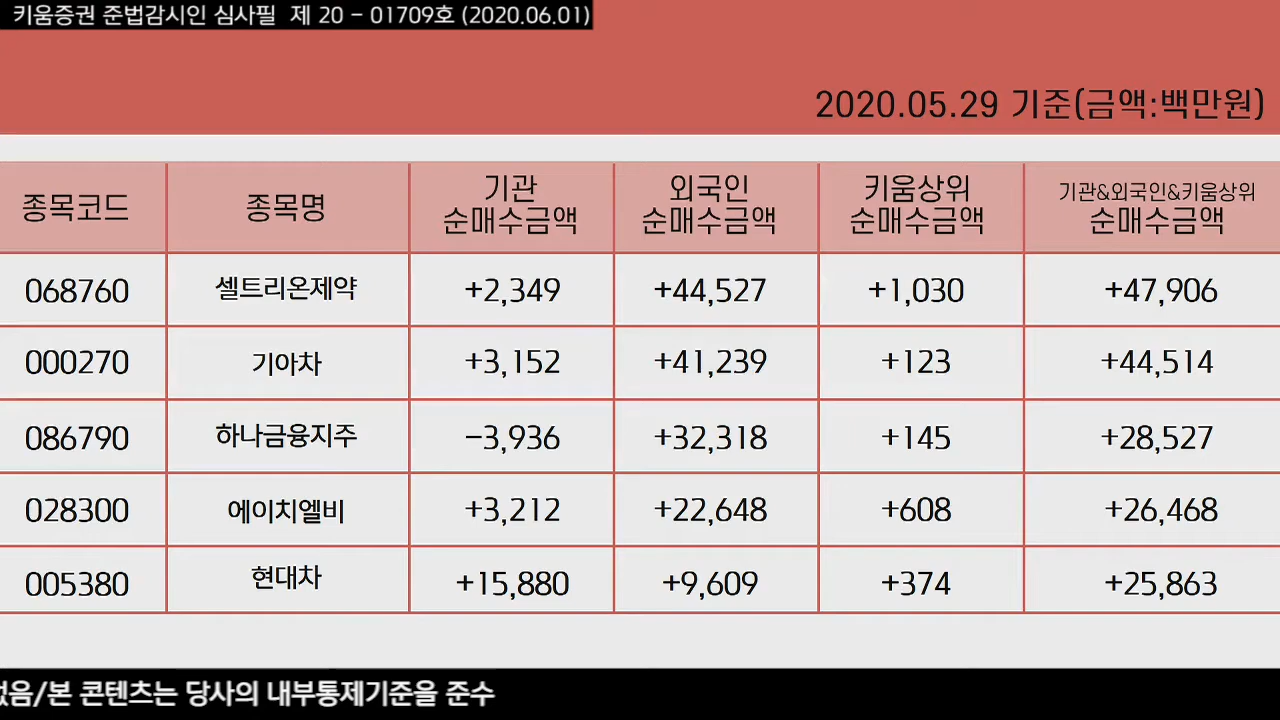 키움증권 준법감시인 심사필 제 20 - 01709호 (2020.06.01)
2020.05.29 기준(금액:백만원)
종목코드 종목명 기관 순매수금액 외국인 순매수금액 키움상위 순매수금액 기관&외국인&키움상위 순매수금액
068760 셀트리온제약 +2,349 +44,527 +1,030 +47,906
000270 기아차 +3,152 +41,239 +123 +44,514
086790 하나금융지주 -3,936 +32,318 +145 +28,527
028300 에이치엘비 +3,212 +22,648 +608 +26,468
005380 현대차 +15,880 +9,609 +374 +25,863
없음/본 콘텐츠는 당사의 내부통제기준을 준수